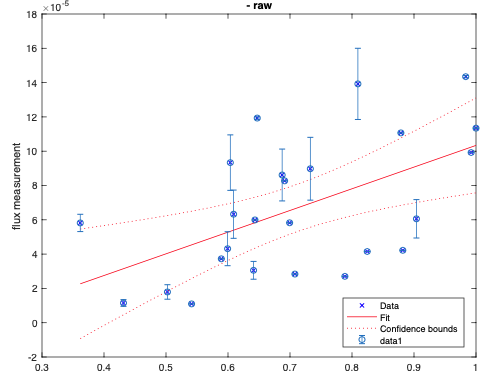 - raw
×10⁻⁵
18
16
14
12
10
8
6
4
2
0
-2
flux measurement
0.3 0.4 0.5 0.6 0.7 0.8 0.9 1
Data
Fit
Confidence bounds
data1